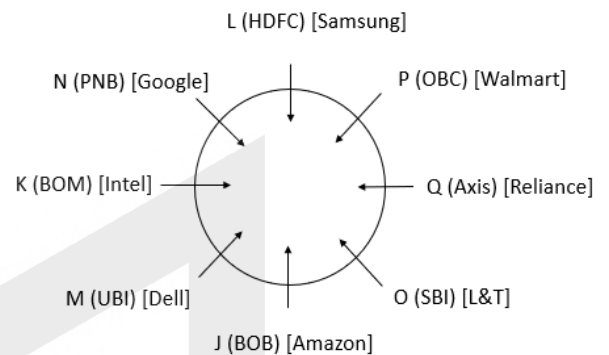 L (HDFC) [Samsung]
N (PNB) [Google]
P (OBC) [Walmart]
K (BOM) [Intel]
Q (Axis) [Reliance]
M (UBI) [Dell]
O (SBI) [L&T]
J (BOB) [Amazon]